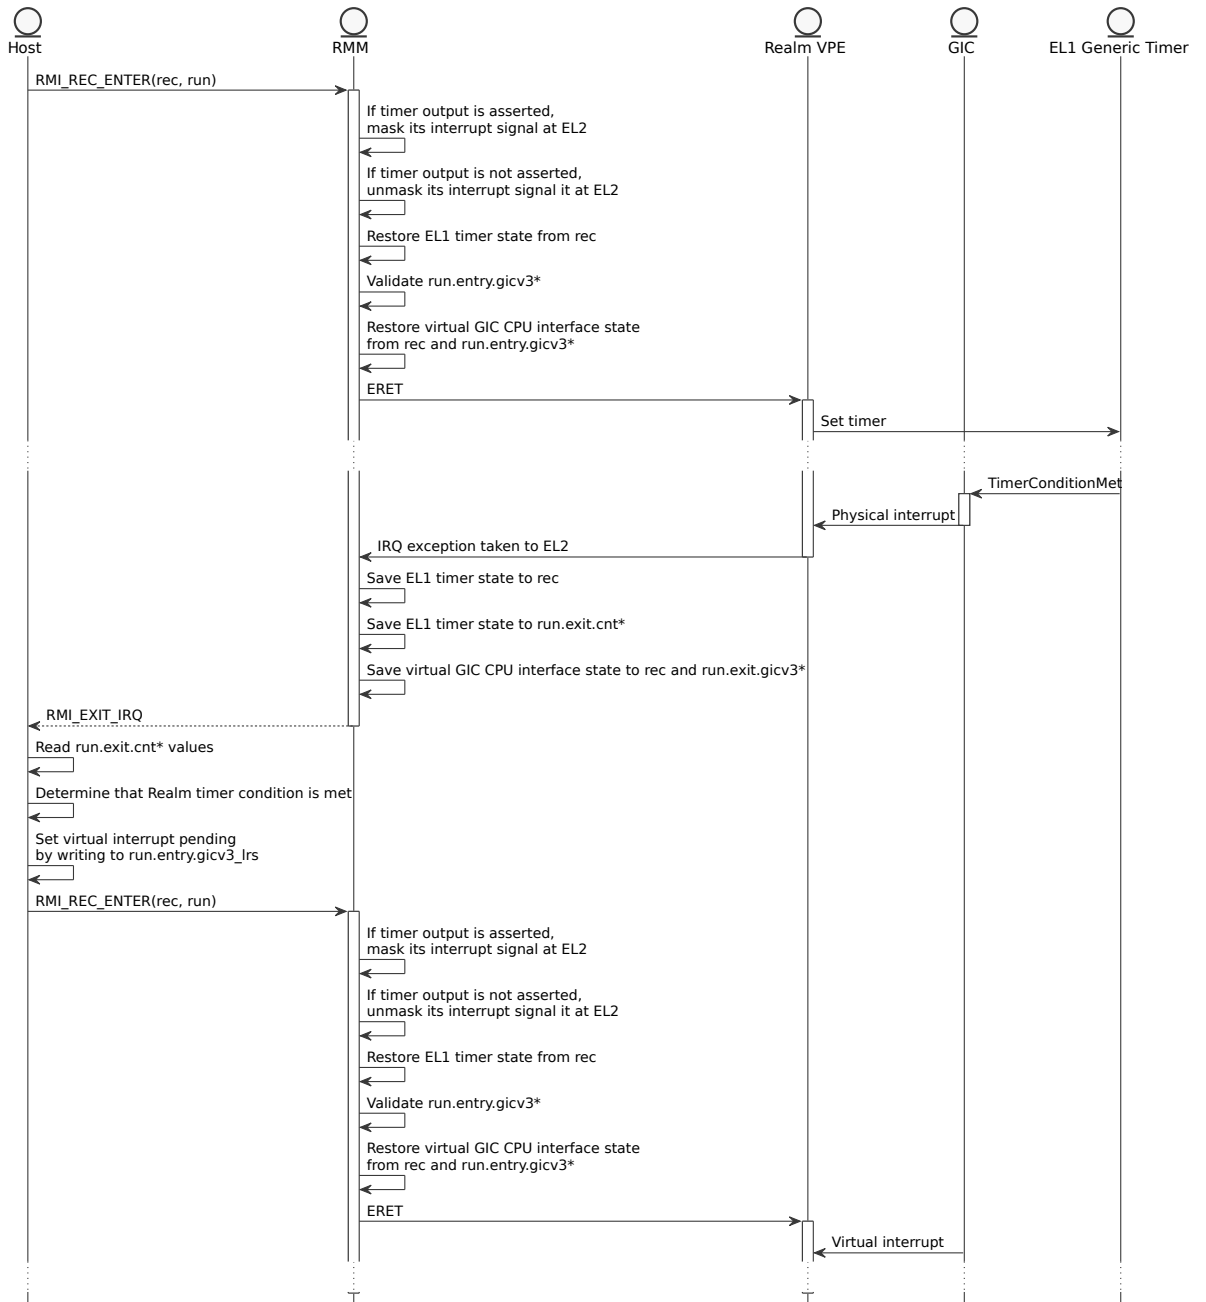 Host
RMM
Realm VPE
GIC
EL1 Generic Timer
RMI_REC_ENTER(rec, run)
If timer output is asserted,
mask its interrupt signal at EL2
If timer output is not asserted,
unmask its interrupt signal it at EL2
Restore EL1 timer state from rec
Validate run.entry.gicv3*
Restore virtual GIC CPU interface state
from rec and run.entry.gicv3*
ERET
Set timer
TimerConditionMet
Physical interrupt
IRQ exception taken to EL2
Save EL1 timer state to rec
Save EL1 timer state to run.exit.cnt*
Save virtual GIC CPU interface state to rec and run.exit.gicv3*
RMI_EXIT_IRQ
Read run.exit.cnt* values
Determine that Realm timer condition is met
Set virtual interrupt pending
by writing to run.entry.gicv3_lrs
RMI_REC_ENTER(rec, run)
If timer output is asserted,
mask its interrupt signal at EL2
If timer output is not asserted,
unmask its interrupt signal it at EL2
Restore EL1 timer state from rec
Validate run.entry.gicv3*
Restore virtual GIC CPU interface state
from rec and run.entry.gicv3*
ERET
Virtual interrupt